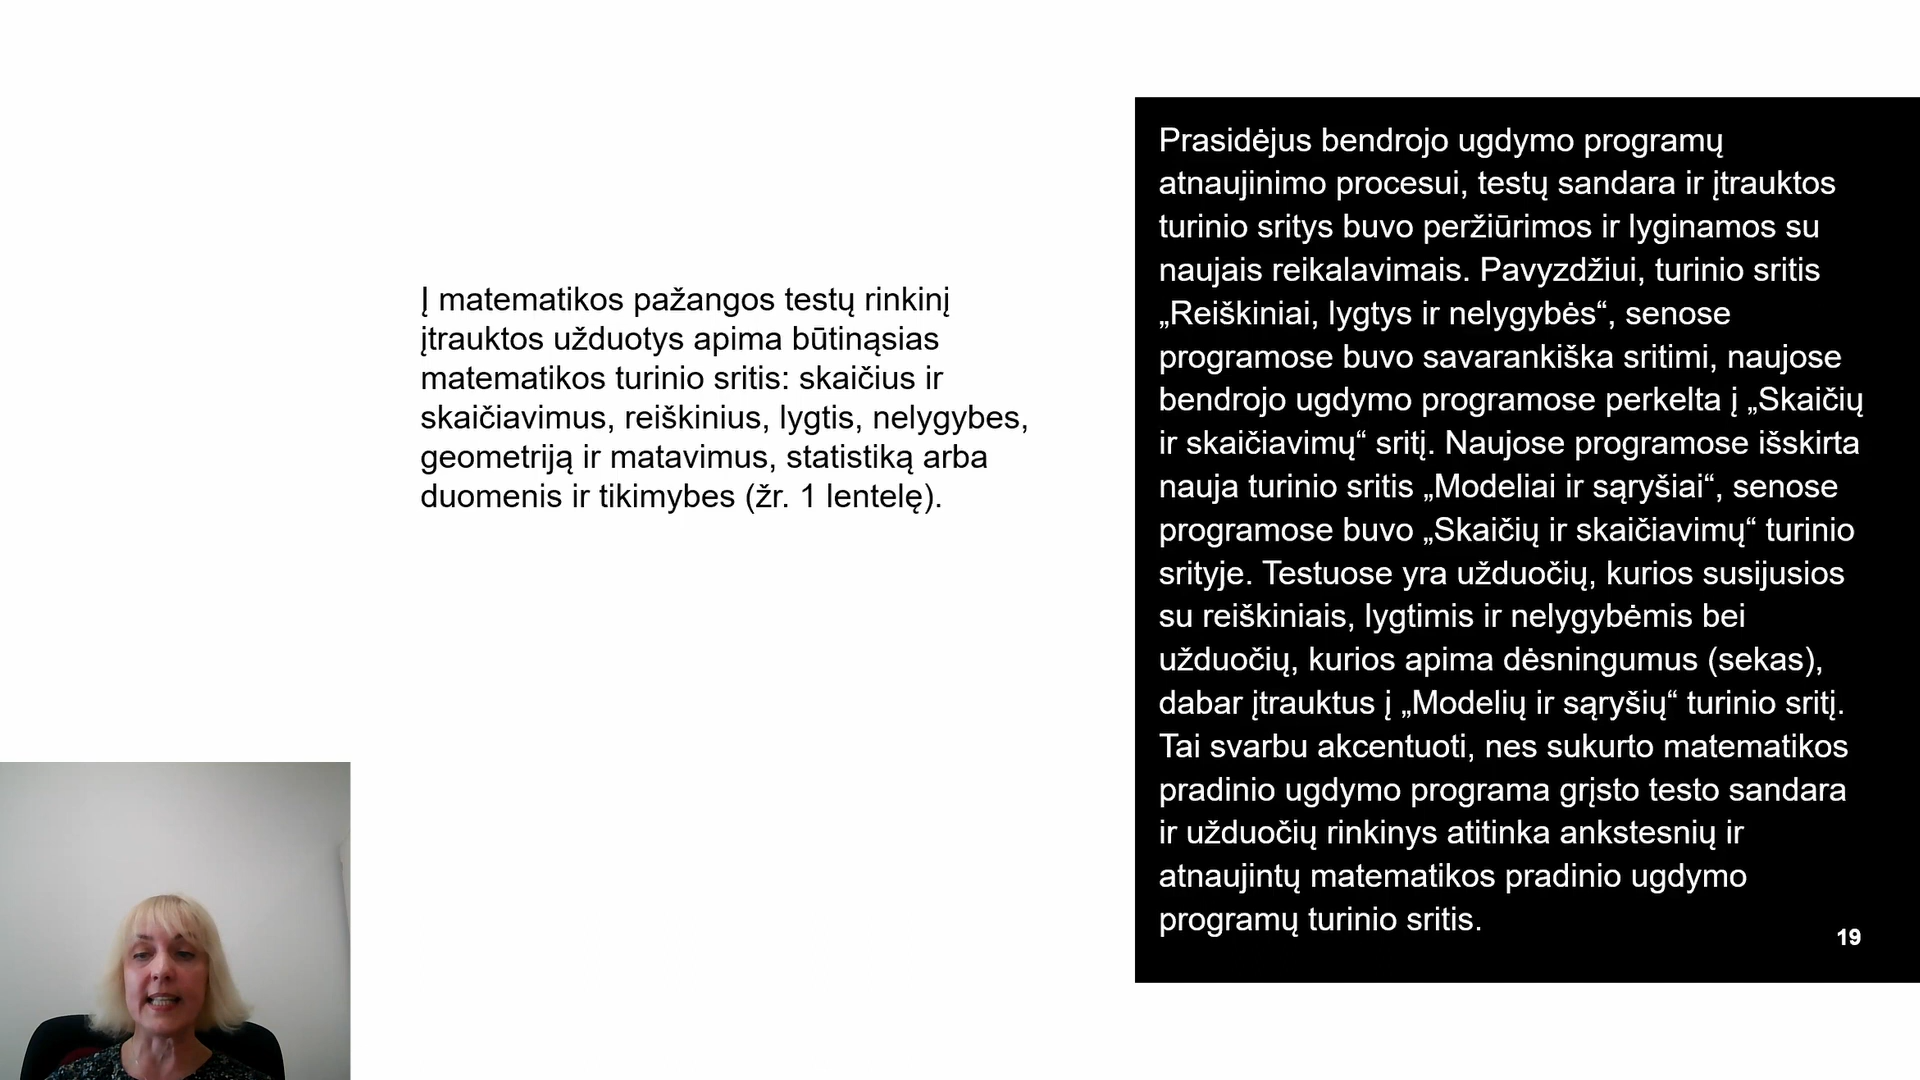 Į matematikos pažangos testų rinkinį
įtrauktos užduotys apima būtinąsias
matematikos turinio sritis: skaičius ir
skaičiavimus, reiškinius, lygtis, nelygybes,
geometriją ir matavimus, statistiką arba
duomenis ir tikimybes (žr. 1 lentelę).
Prasidėjus bendrojo ugdymo programų
atnaujinimo procesui, testų sandara ir įtrauktos
turinio sritys buvo peržiūrimos ir lyginamos su
naujais reikalavimais. Pavyzdžiui, turinio sritis
„Reiškiniai, lygtys ir nelygybės“, senose
programose buvo savarankiška sritimi, naujose
bendrojo ugdymo programose perkelta į „Skaičių
ir skaičiavimų“ sritį. Naujose programose išskirta
nauja turinio sritis „Modeliai ir sąryšiai“, senose
programose buvo „Skaičių ir skaičiavimų“ turinio
srityje. Testuose yra užduočių, kurios susijusios
su reiškiniais, lygtimis ir nelygybėmis bei
užduočių, kurios apima dėsningumus (sekas),
dabar įtrauktus į „Modelių ir sąryšių“ turinio sritį.
Tai svarbu akcentuoti, nes sukurto matematikos
pradinio ugdymo programa grįsto testo sandara
ir užduočių rinkinys atitinka ankstesnių ir
atnaujintų matematikos pradinio ugdymo
programų turinio sritis.
19